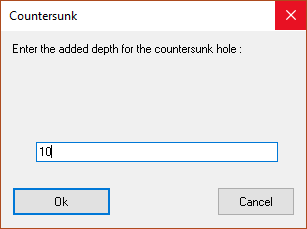 Countersunk
Enter the added depth for the countersunk hole :
10
Ok
Cancel